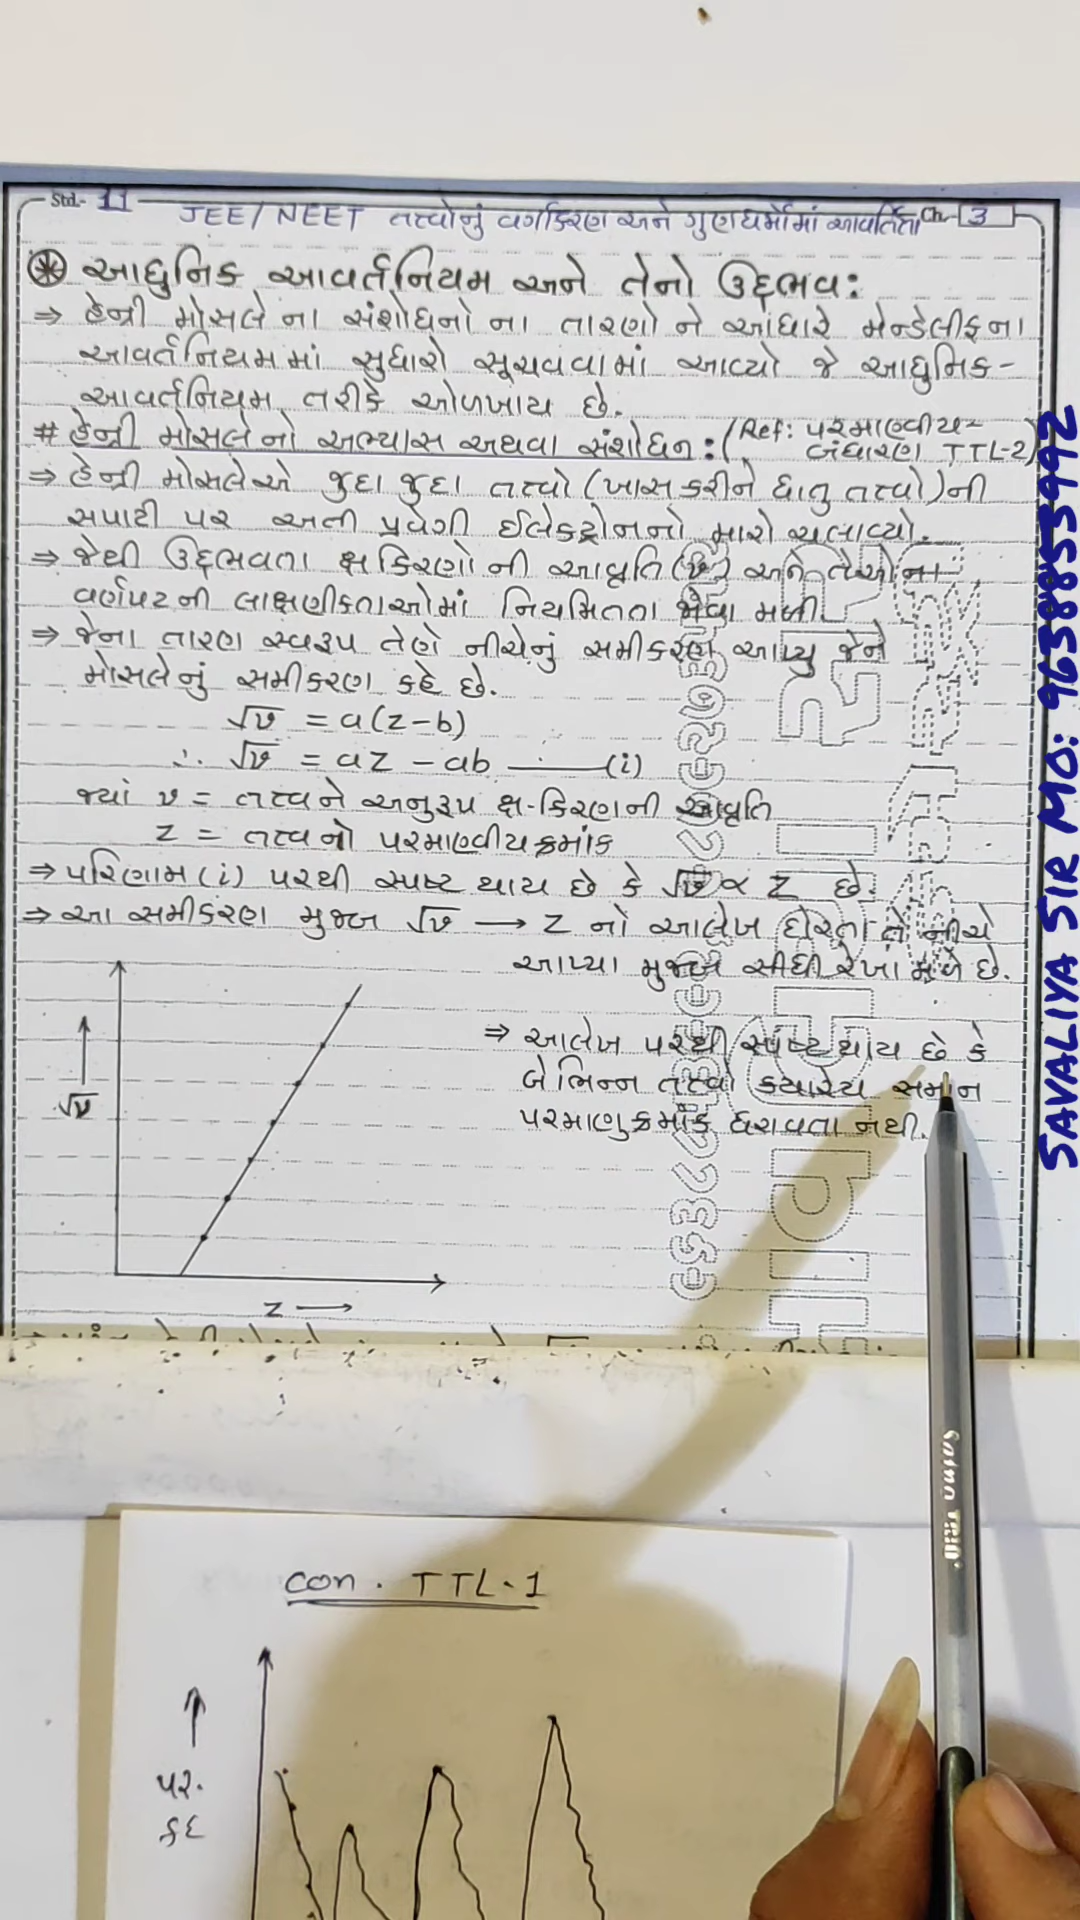 Std.- 11
JEE/NEET તત્ત્વોનું વર્ગીકરણ અને ગુણધર્મોમાં આવર્તિતા Ch.- 3
આધુનિક આવર્તનિયમ અને તેનો ઉદ્દભવ:
⇒ હેન્રી મોસલે ના સંશોધનો ના તારણો ને આધારે મેન્ડેલીફના
આવર્તનિયમમાં સુધારો સૂચવવામાં આવ્યો જે આધુનિક-
આવર્તનિયમ તરીકે ઓળખાય છે.
# હેન્રી મોસલેનો અભ્યાસ અથવા સંશોધન: (Ref: પરમાણ્વીય-
બંધારણ TTL-2)
⇒ હેન્રી મોસલેએ જુદા જુદા તત્વો (ખાસ કરીને ધાતુ તત્વો)ની
સપાટી પર અતી પ્રવેગી ઈલેક્ટ્રોનનો મારો ચલાવ્યો.
⇒ જેથી ઉદ્દભવતા ક્ષ કિરણો ની આવૃતિ (ν) અને તેઓના
વર્ણપટની લાક્ષણીકતાઓમાં નિયમિતતા જોવા મળી.
⇒ જેના તારણ સ્વરૂપ તેણે નીચેનું સમીકરણ આપ્યુ જેને
મોસલેનું સમીકરણ કહે છે.
√ν = a(z-b)
∴ √ν = az - ab ——(i)
જ્યાં ν = તત્વને અનુરૂપ ક્ષ-કિરણની આવૃતિ
z = તત્વનો પરમાણ્વીય ક્રમાંક
⇒ પરિણામ (i) પરથી સ્પષ્ટ થાય છે કે √ν ∝ Z છે.
⇒ આ સમીકરણ મુજબ √ν → Z નો આલેખ દોરતા તે નીચે
આપ્યા મુજબ સીધી રેખા મળે છે.
⇒ આલેખ પરથી સ્પષ્ટ થાય છે કે
બે ભિન્ન તત્વો ક્યારેય સમાન
પરમાણુક્રમાંક ધરાવતા નથી.
√ν
z →
SAVALIYA SIR MO: 9638855992
con. TTL-1
પર.
કદ